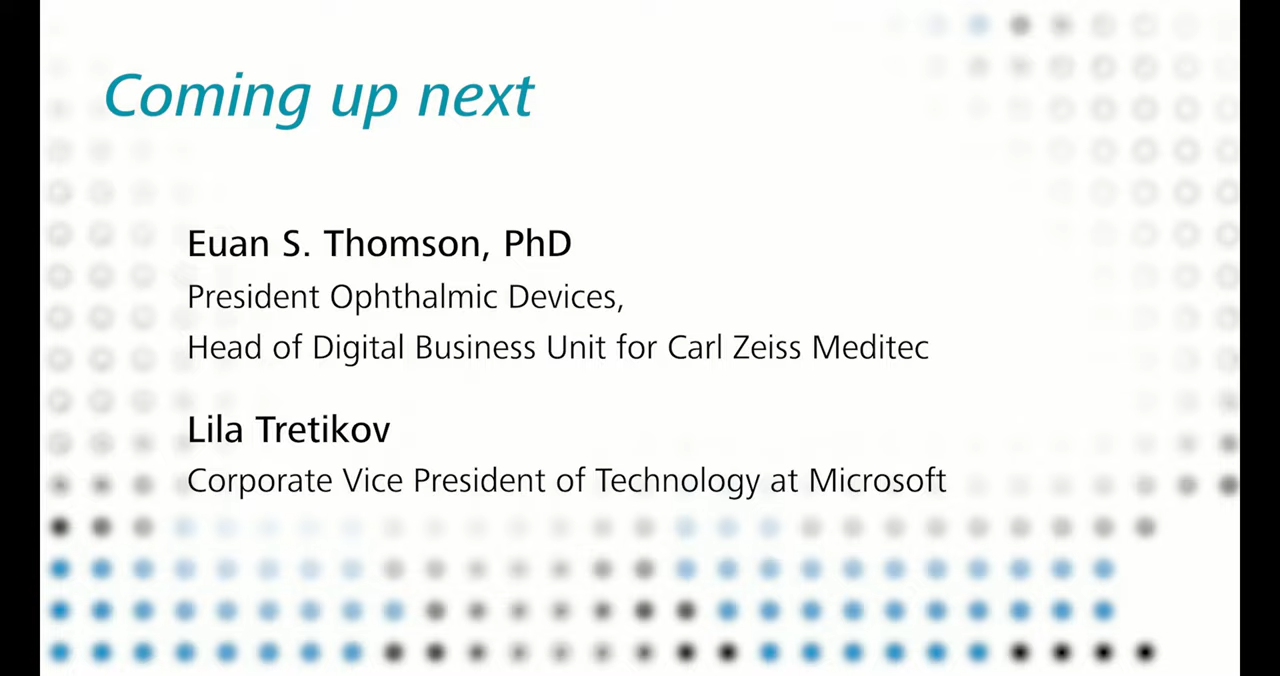 Coming up next
Euan S. Thomson, PhD
President Ophthalmic Devices,
Head of Digital Business Unit for Carl Zeiss Meditec
Lila Tretikov
Corporate Vice President of Technology at Microsoft